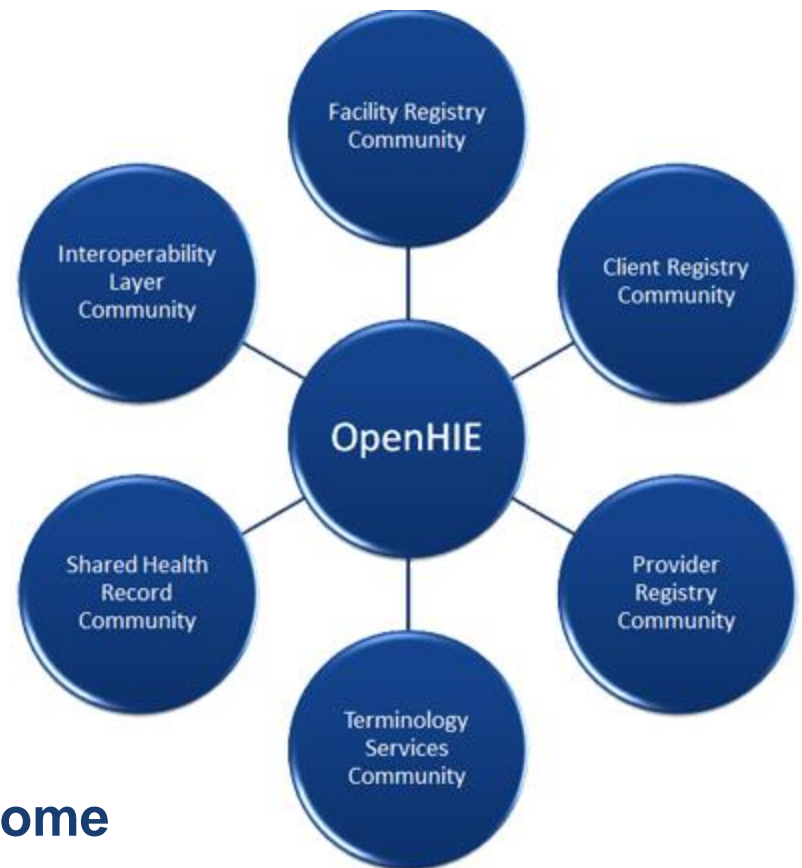 Facility Registry
Community
Interoperability
Layer
Community
Client Registry
Community
OpenHIE
Shared Health
Record
Community
Provider
Registry
Community
Terminology
Services
Community
ome